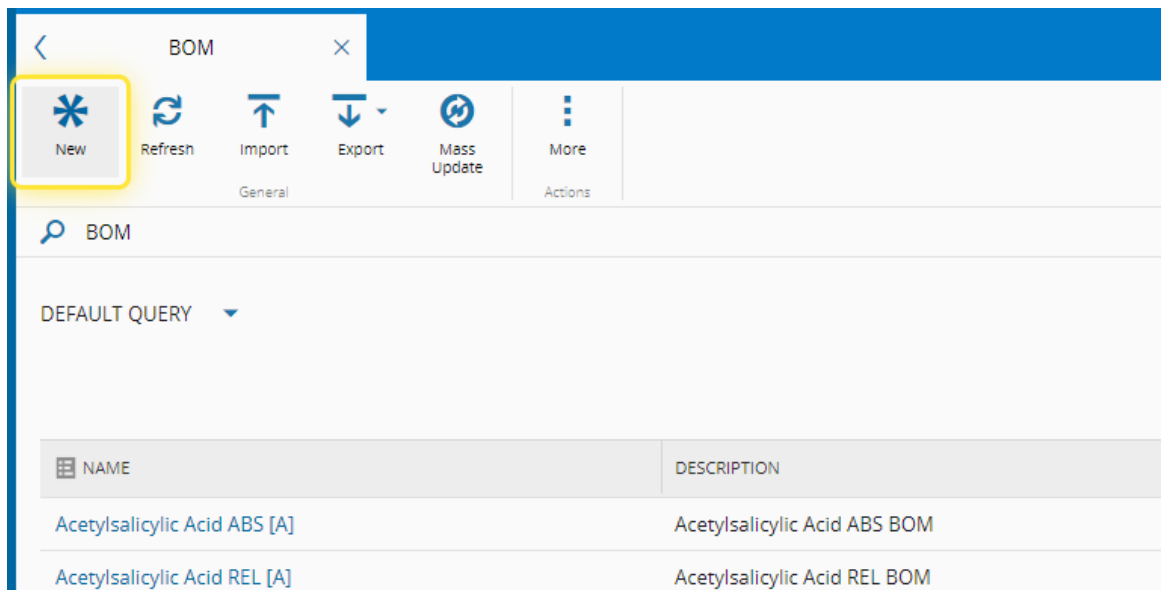 BOM
New
Refresh
Import
Export
Mass
Update
More
General
Actions
BOM
DEFAULT QUERY
NAME
DESCRIPTION
Acetylsalicylic Acid ABS [A]
Acetylsalicylic Acid ABS BOM
Acetylsalicylic Acid REL [A]
Acetylsalicylic Acid REL BOM